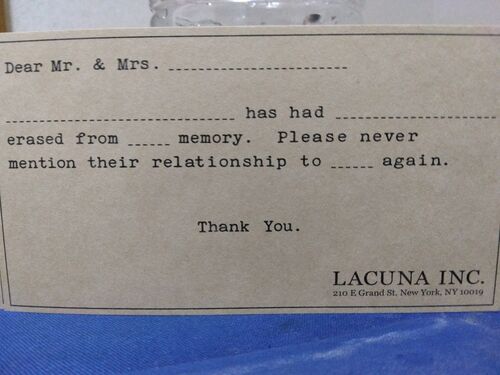 Dear Mr. & Mrs. ______________________
____________________________ has had ____________________
erased from _____ memory. Please never
mention their relationship to _____ again.
Thank You.
LACUNA INC.
210 E Grand St. New York, NY 10019